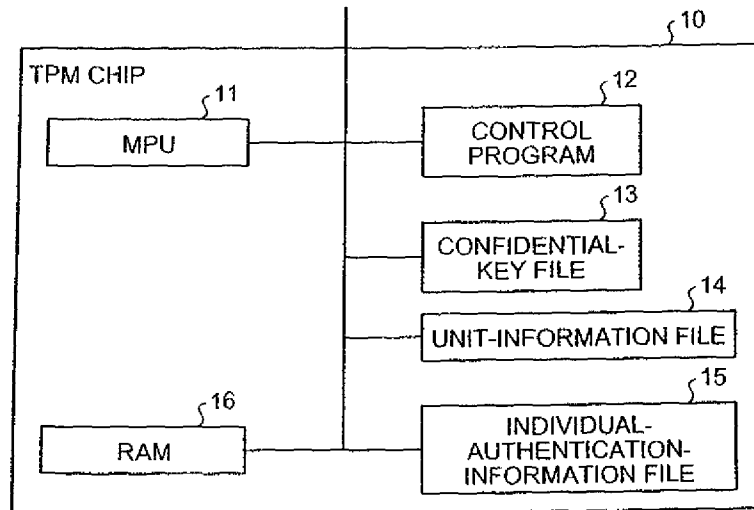 10
TPM CHIP
11
MPU
12
CONTROL
PROGRAM
13
CONFIDENTIAL-
KEY FILE
14
UNIT-INFORMATION FILE
15
INDIVIDUAL-
AUTHENTICATION-
INFORMATION FILE
16
RAM